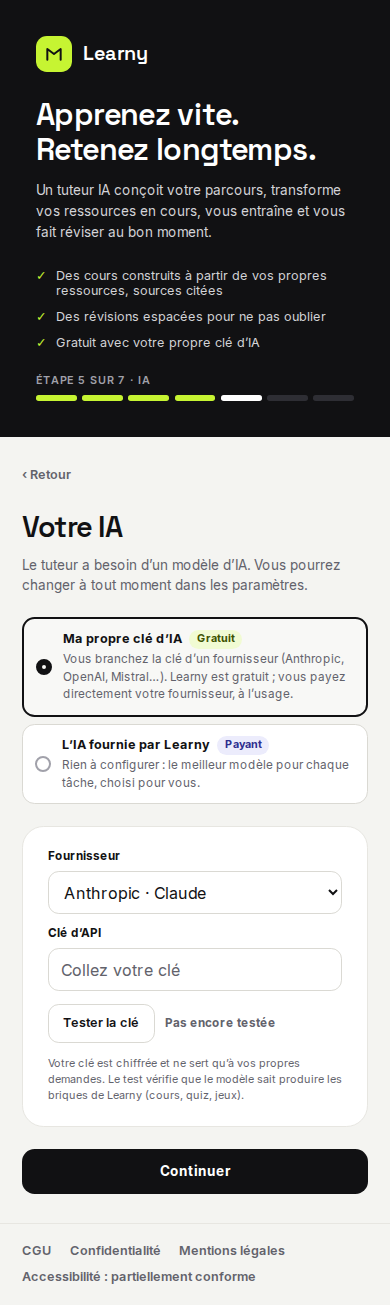 Learny
Apprenez vite.
Retenez longtemps.
Un tuteur IA conçoit votre parcours, transforme
vos ressources en cours, vous entraîne et vous
fait réviser au bon moment.
✓ Des cours construits à partir de vos propres
ressources, sources citées
✓ Des révisions espacées pour ne pas oublier
✓ Gratuit avec votre propre clé d’IA
ÉTAPE 5 SUR 7 · IA
‹ Retour
Votre IA
Le tuteur a besoin d’un modèle d’IA. Vous pourrez
changer à tout moment dans les paramètres.
Ma propre clé d’IA Gratuit
Vous branchez la clé d’un fournisseur (Anthropic,
OpenAI, Mistral…). Learny est gratuit ; vous payez
directement votre fournisseur, à l’usage.
L’IA fournie par Learny Payant
Rien à configurer : le meilleur modèle pour chaque
tâche, choisi pour vous.
Fournisseur
Anthropic · Claude
Clé d’API
Collez votre clé
Tester la clé Pas encore testée
Votre clé est chiffrée et ne sert qu’à vos propres
demandes. Le test vérifie que le modèle sait produire les
briques de Learny (cours, quiz, jeux).
Continuer
CGU Confidentialité Mentions légales
Accessibilité : partiellement conforme